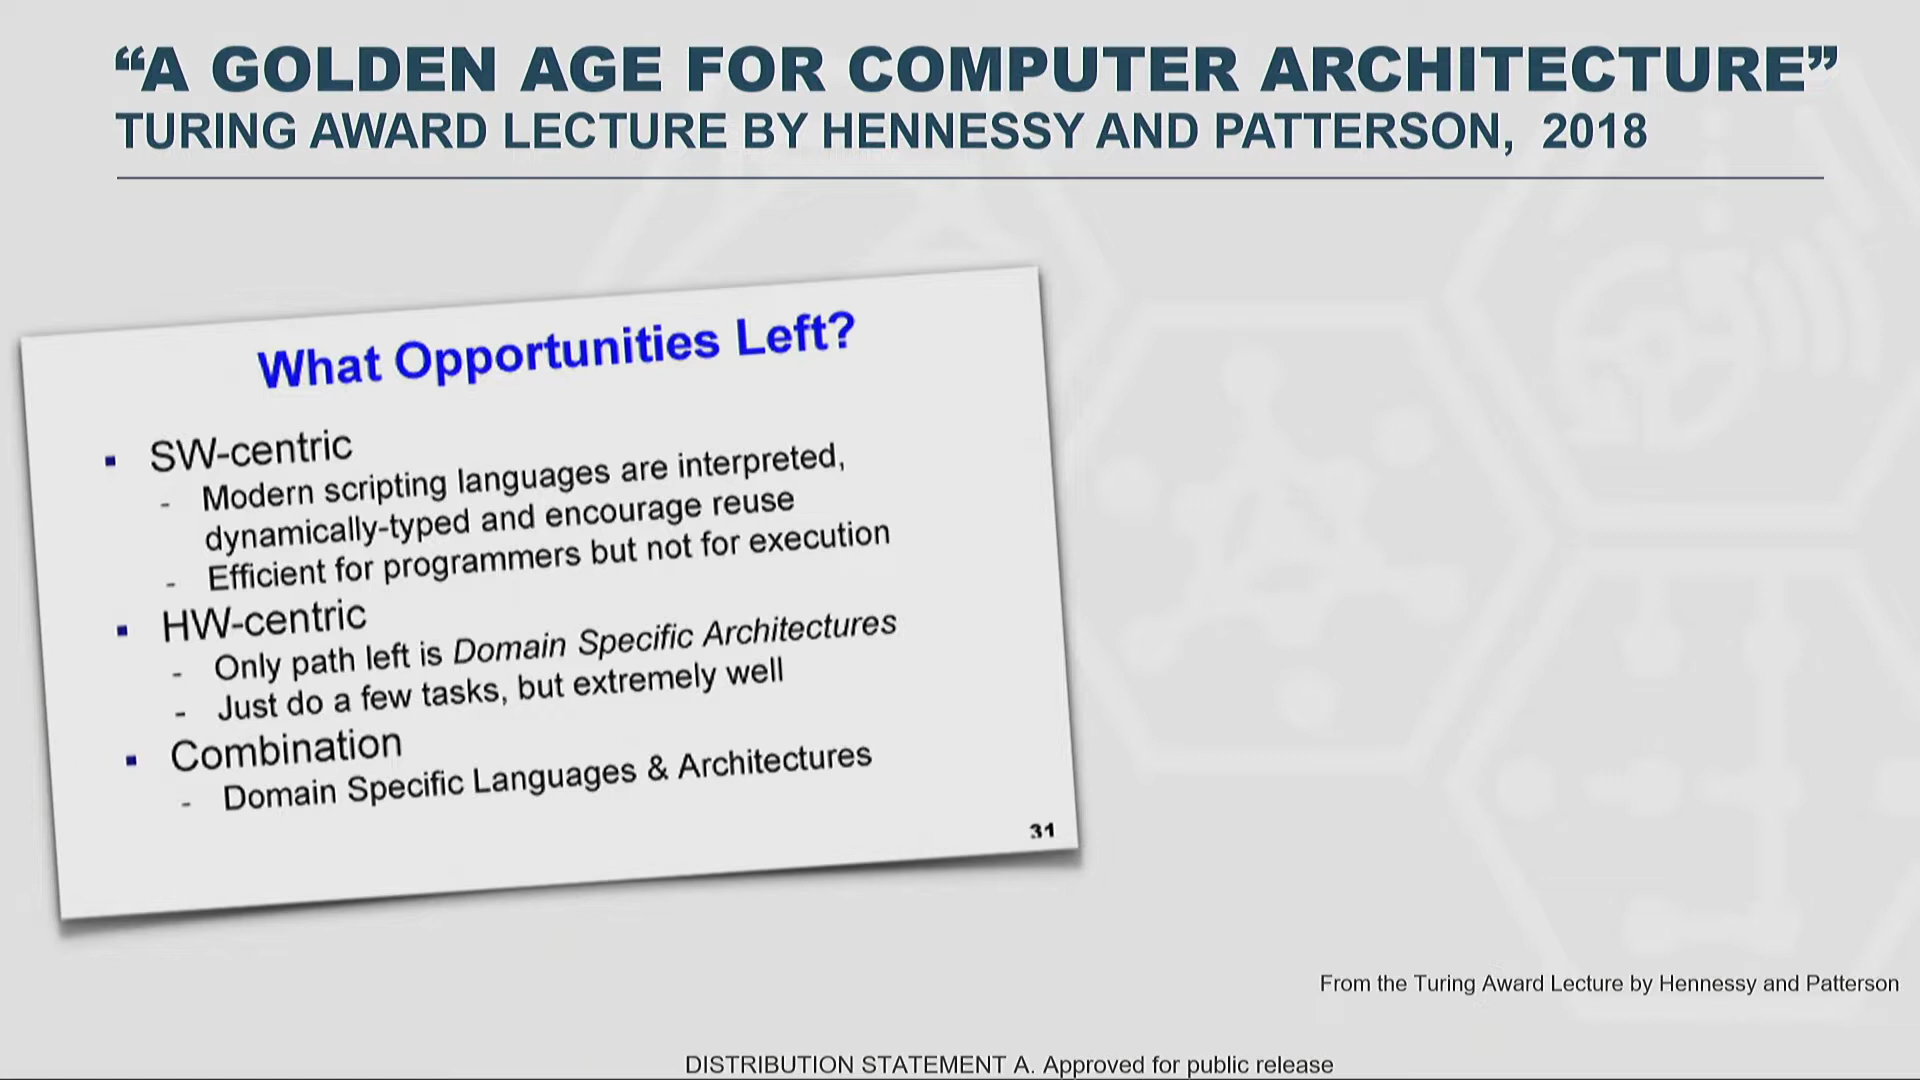 “A GOLDEN AGE FOR COMPUTER ARCHITECTURE”
TURING AWARD LECTURE BY HENNESSY AND PATTERSON, 2018
What Opportunities Left?
▪ SW-centric
- Modern scripting languages are interpreted,
dynamically-typed and encourage reuse
- Efficient for programmers but not for execution
▪ HW-centric
- Only path left is Domain Specific Architectures
- Just do a few tasks, but extremely well
▪ Combination
- Domain Specific Languages & Architectures
31
From the Turing Award Lecture by Hennessy and Patterson
DISTRIBUTION STATEMENT A. Approved for public release